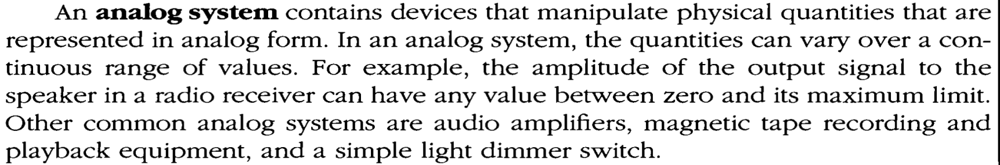 An analog system contains devices that manipulate physical quantities that are
represented in analog form. In an analog system, the quantities can vary over a con-
tinuous range of values. For example, the amplitude of the output signal to the
speaker in a radio receiver can have any value between zero and its maximum limit.
Other common analog systems are audio amplifiers, magnetic tape recording and
playback equipment, and a simple light dimmer switch.